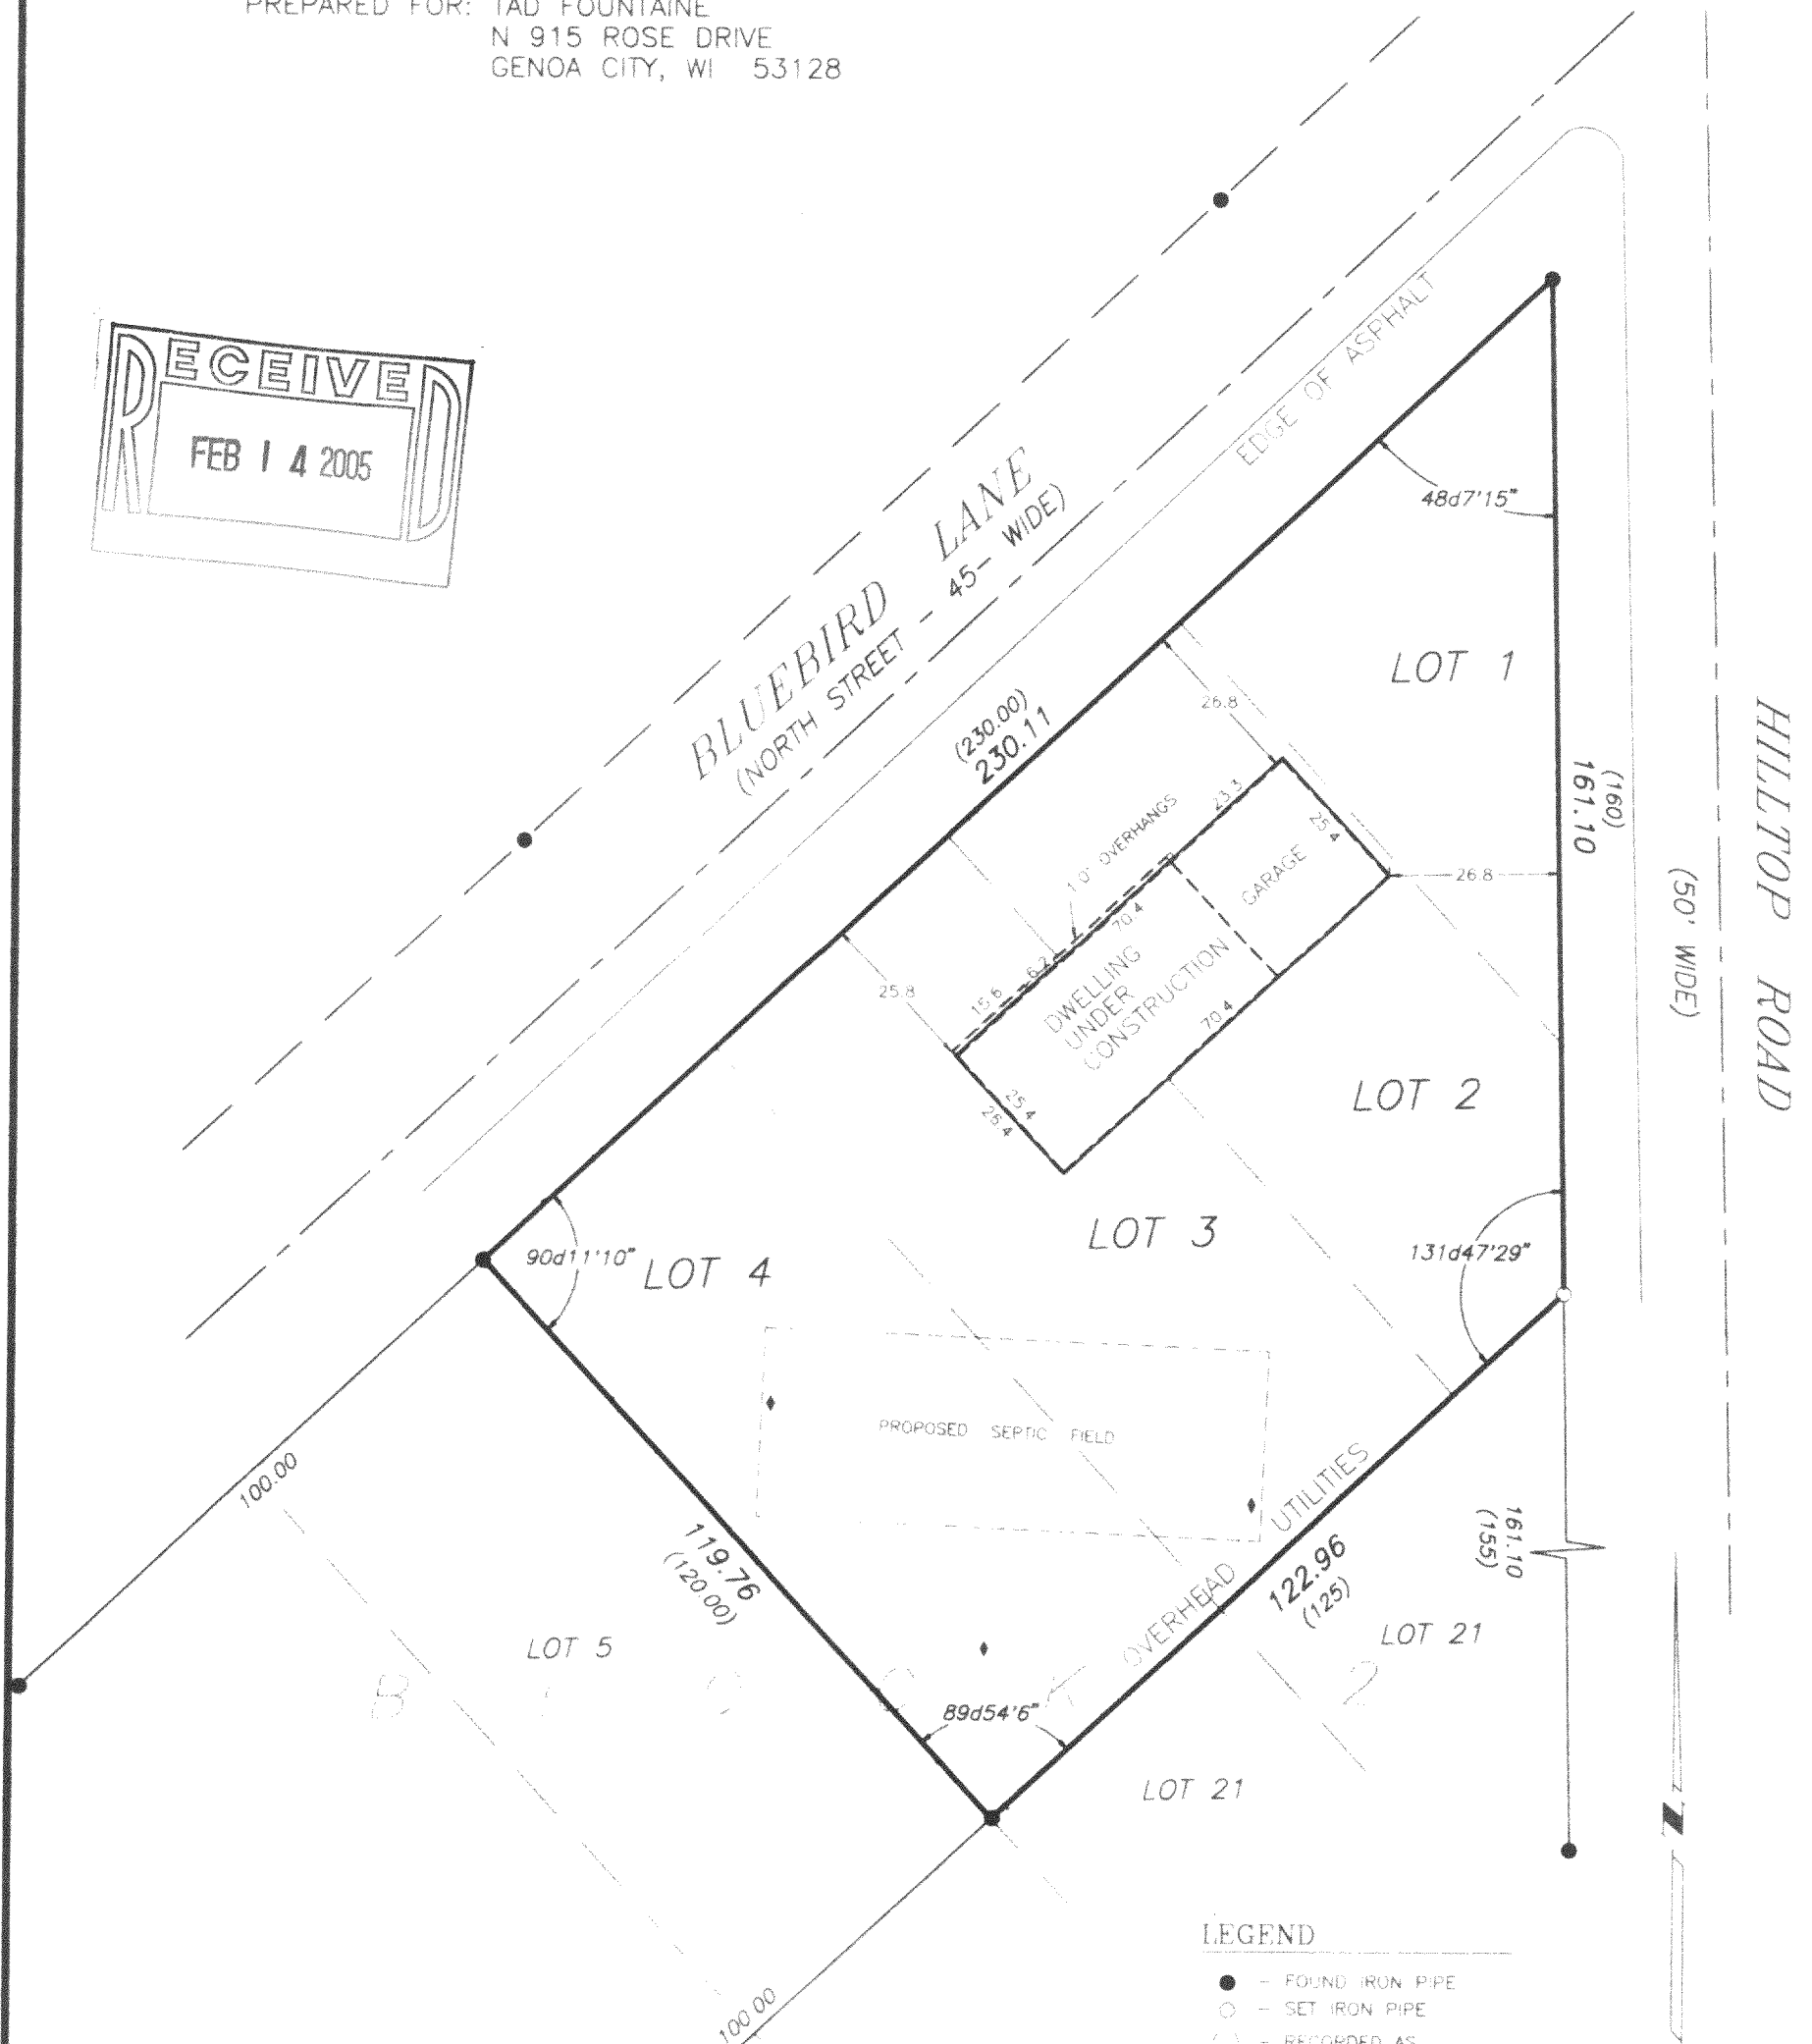 PREPARED FOR: TAD FOUNTAINE
N 915 ROSE DRIVE
GENOA CITY, WI 53128
RECEIVED
FEB 14 2005
BLUEBIRD LANE
(NORTH STREET - 45- WIDE)
EDGE OF ASPHALT
48d7'15"
LOT 1
(230.00)
230.11
26.8
(160)
161.10
HILLTOP ROAD
(50' WIDE)
1.0' OVERHANGS
23.3
25.4
GARAGE
26.8
70.4
6.2
15.6
25.8
DWELLING
UNDER
CONSTRUCTION
70.4
25.4
26.4
LOT 2
LOT 3
131d47'29"
90d11'10"
LOT 4
PROPOSED SEPTIC FIELD
100.00
119.76
(120.00)
OVERHEAD UTILITIES
122.96
(125)
161.10
(155)
LOT 21
LOT 5
89d54'6"
2
LOT 21
Z
100.00
LEGEND
● - FOUND IRON PIPE
○ - SET IRON PIPE
( ) - RECORDED AS